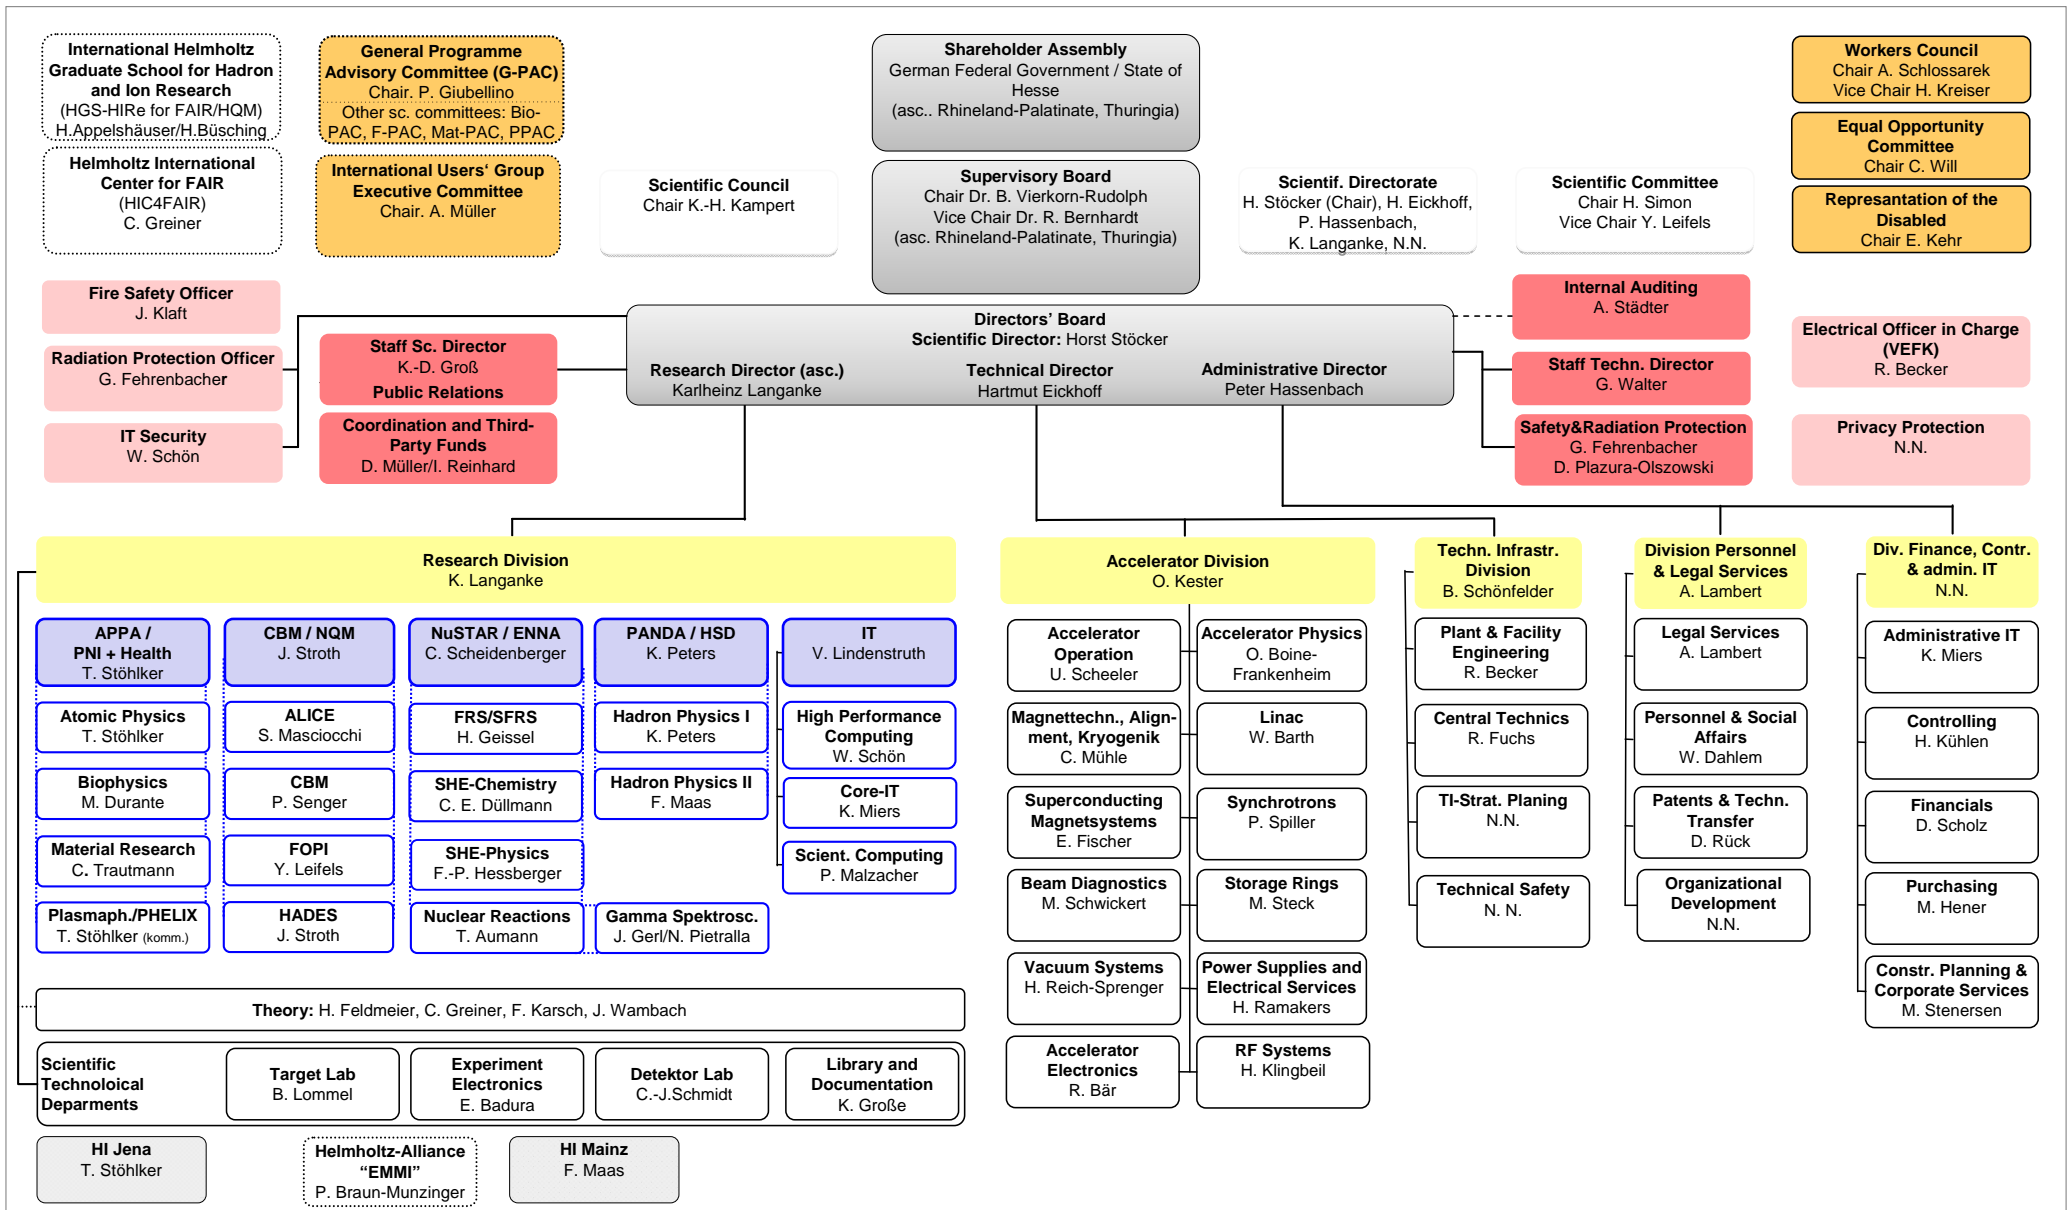 International Helmholtz
Graduate School for Hadron
and Ion Research
(HGS-HIRe for FAIR/HQM)
H.Appelshäuser/H.Büsching
Helmholtz International
Center for FAIR
(HIC4FAIR)
C. Greiner
General Programme
Advisory Committee (G-PAC)
Chair. P. Giubellino
Other sc. committees: Bio-
PAC, F-PAC, Mat-PAC, PPAC
International Users‘ Group
Executive Committee
Chair. A. Müller
Scientific Council
Chair K.-H. Kampert
Shareholder Assembly
German Federal Government / State of
Hesse
(asc.. Rhineland-Palatinate, Thuringia)
Supervisory Board
Chair Dr. B. Vierkorn-Rudolph
Vice Chair Dr. R. Bernhardt
(asc. Rhineland-Palatinate, Thuringia)
Scientif. Directorate
H. Stöcker (Chair), H. Eickhoff,
P. Hassenbach,
K. Langanke, N.N.
Scientific Committee
Chair H. Simon
Vice Chair Y. Leifels
Workers Council
Chair A. Schlossarek
Vice Chair H. Kreiser
Equal Opportunity
Committee
Chair C. Will
Represantation of the
Disabled
Chair E. Kehr
Fire Safety Officer
J. Klaft
Radiation Protection Officer
G. Fehrenbacher
IT Security
W. Schön
Staff Sc. Director
K.-D. Groß
Public Relations
Coordination and Third-
Party Funds
D. Müller/I. Reinhard
Directors’ Board
Scientific Director: Horst Stöcker
Research Director (asc.)
Karlheinz Langanke
Technical Director
Hartmut Eickhoff
Administrative Director
Peter Hassenbach
Internal Auditing
A. Städter
Staff Techn. Director
G. Walter
Safety&Radiation Protection
G. Fehrenbacher
D. Plazura-Olszowski
Electrical Officer in Charge
(VEFK)
R. Becker
Privacy Protection
N.N.
Research Division
K. Langanke
APPA /
PNI + Health
T. Stöhlker
Atomic Physics
T. Stöhlker
Biophysics
M. Durante
Material Research
C. Trautmann
Plasmaph./PHELIX
T. Stöhlker (komm.)
CBM / NQM
J. Stroth
ALICE
S. Masciocchi
CBM
P. Senger
FOPI
Y. Leifels
HADES
J. Stroth
NuSTAR / ENNA
C. Scheidenberger
FRS/SFRS
H. Geissel
SHE-Chemistry
C. E. Düllmann
SHE-Physics
F.-P. Hessberger
Nuclear Reactions
T. Aumann
PANDA / HSD
K. Peters
Hadron Physics I
K. Peters
Hadron Physics II
F. Maas
Gamma Spektrosc.
J. Gerl/N. Pietralla
IT
V. Lindenstruth
High Performance
Computing
W. Schön
Core-IT
K. Miers
Scient. Computing
P. Malzacher
Theory: H. Feldmeier, C. Greiner, F. Karsch, J. Wambach
Scientific
Technoloical
Deparments
Target Lab
B. Lommel
Experiment
Electronics
E. Badura
Detektor Lab
C.-J.Schmidt
Library and
Documentation
K. Große
HI Jena
T. Stöhlker
Helmholtz-Alliance
“EMMI”
P. Braun-Munzinger
HI Mainz
F. Maas
Accelerator Division
O. Kester
Accelerator
Operation
U. Scheeler
Magnettechn., Align-
ment, Kryogenik
C. Mühle
Superconducting
Magnetsystems
E. Fischer
Beam Diagnostics
M. Schwickert
Vacuum Systems
H. Reich-Sprenger
Accelerator
Electronics
R. Bär
Accelerator Physics
O. Boine-
Frankenheim
Linac
W. Barth
Synchrotrons
P. Spiller
Storage Rings
M. Steck
Power Supplies and
Electrical Services
H. Ramakers
RF Systems
H. Klingbeil
Techn. Infrastr.
Division
B. Schönfelder
Plant & Facility
Engineering
R. Becker
Central Technics
R. Fuchs
TI-Strat. Planing
N.N.
Technical Safety
N. N.
Division Personnel
& Legal Services
A. Lambert
Legal Services
A. Lambert
Personnel & Social
Affairs
W. Dahlem
Patents & Techn.
Transfer
D. Rück
Organizational
Development
N.N.
Div. Finance, Contr.
& admin. IT
N.N.
Administrative IT
K. Miers
Controlling
H. Kühlen
Financials
D. Scholz
Purchasing
M. Hener
Constr. Planning &
Corporate Services
M. Stenersen